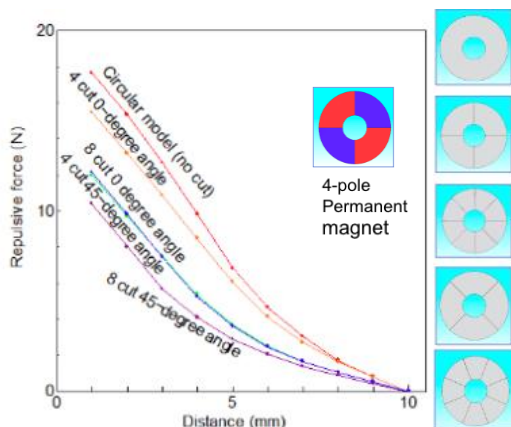 20
10
0
Repulsive force (N)
Circular model (no cut)
4 cut 0-degree angle
8 cut 0 degree angle
4 cut 45-degree angle
8 cut 45-degree angle
0
5
10
Distance (mm)
4-pole
Permanent
magnet